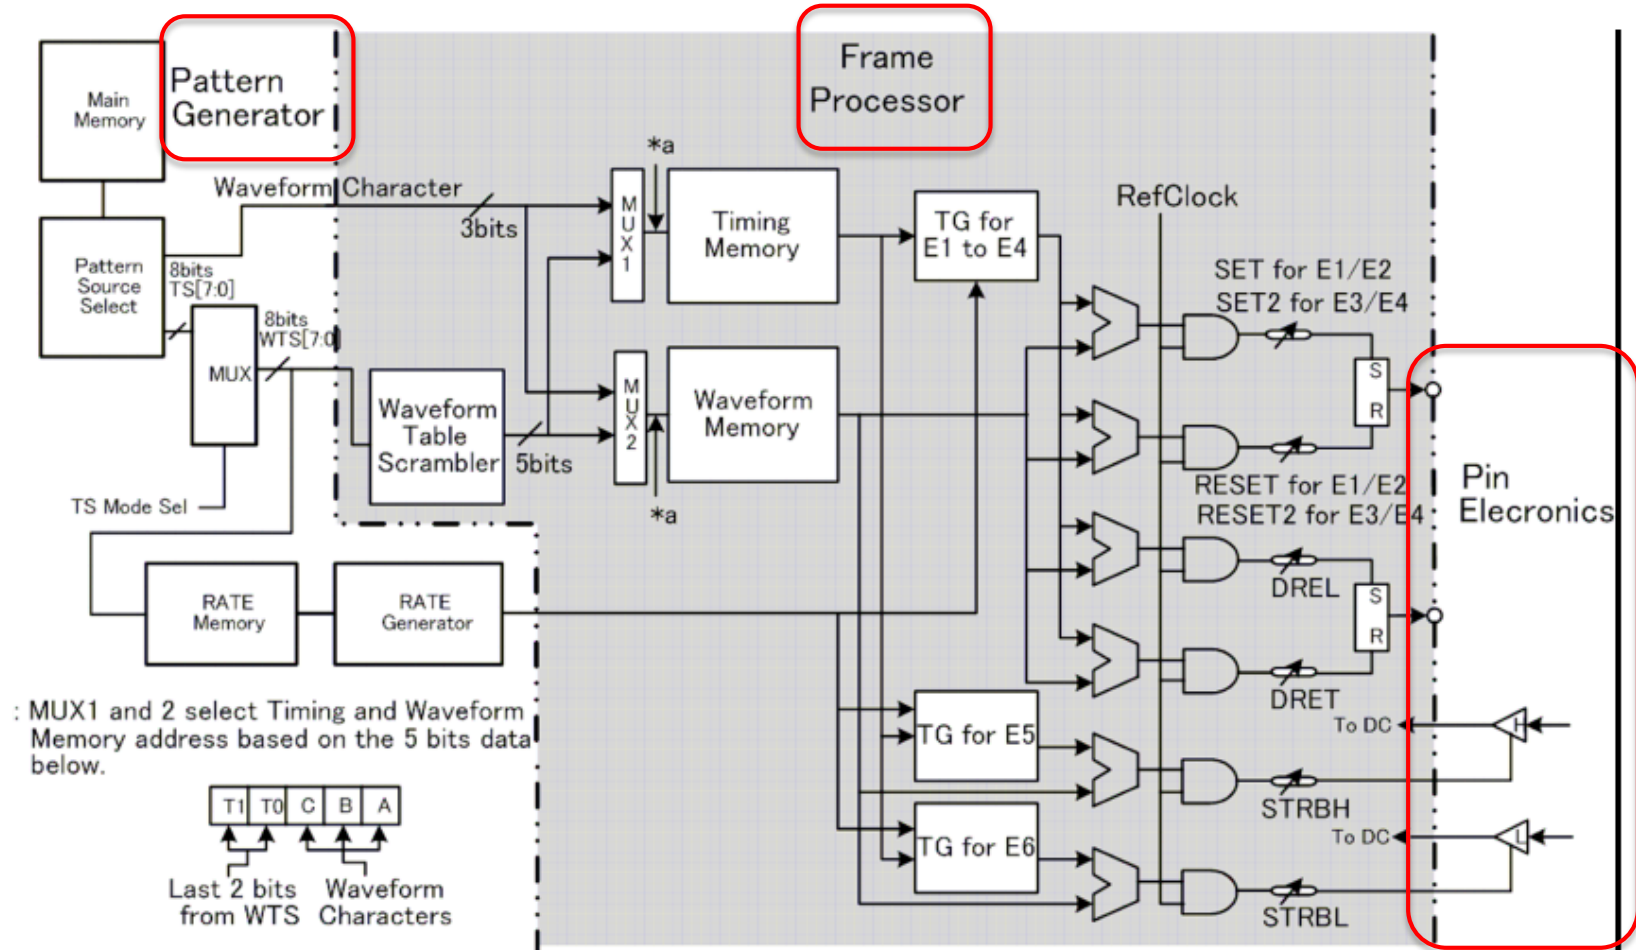 Pattern
Generator
Frame
Processor
Main
Memory
*a
Waveform Character
3bits
MUX1
Timing
Memory
TG for
E1 to E4
RefClock
Pattern
Source
Select
8bits
TS[7:0]
8bits
WTS[7:0]
MUX
SET for E1/E2
SET2 for E3/E4
S
R
Waveform
Table
Scrambler
5bits
MUX2
Waveform
Memory
*a
TS Mode Sel
RESET for E1/E2
RESET2 for E3/E4
Pin
Elecronics
RATE
Memory
RATE
Generator
DREL
S
R
DRET
: MUX1 and 2 select Timing and Waveform
Memory address based on the 5 bits data
below.
TG for E5
To DC
H
STRBH
T1 T0 C B A
TG for E6
To DC
L
STRBL
Last 2 bits
from WTS
Waveform
Characters